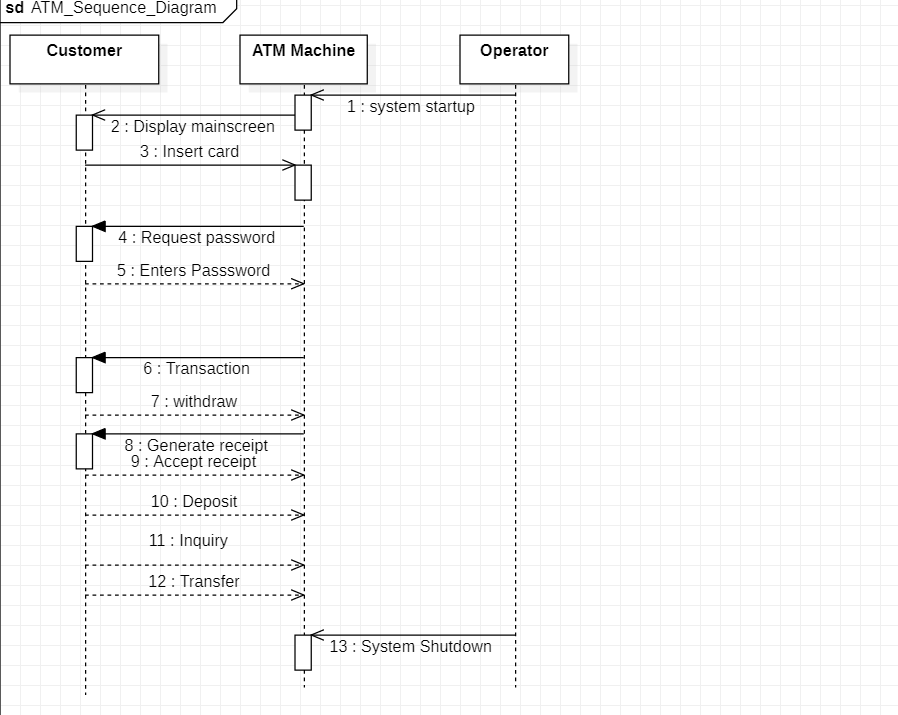 sd ATM_Sequence_Diagram
Customer
ATM Machine
Operator
1 : system startup
2 : Display mainscreen
3 : Insert card
4 : Request password
5 : Enters Passsword
6 : Transaction
7 : withdraw
8 : Generate receipt
9 : Accept receipt
10 : Deposit
11 : Inquiry
12 : Transfer
13 : System Shutdown